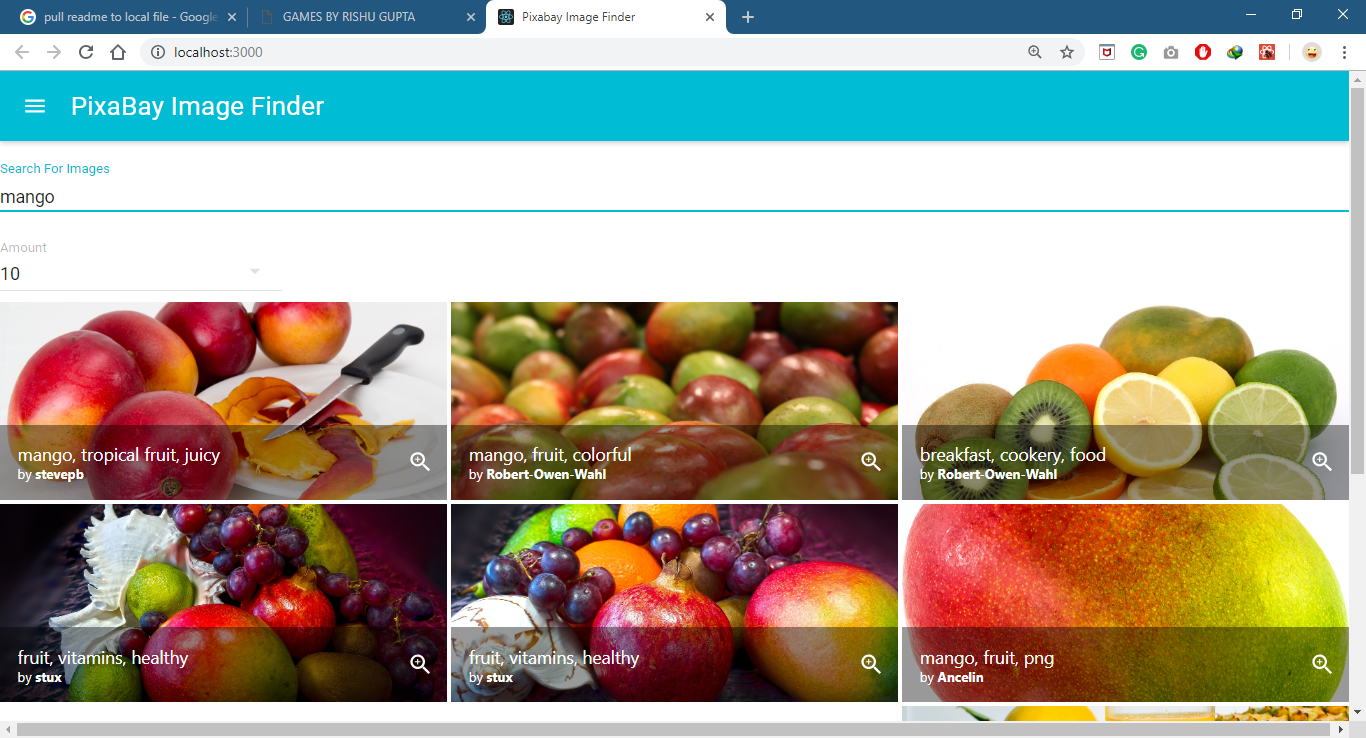 pull readme to local file - Google
GAMES BY RISHU GUPTA
Pixabay Image Finder
localhost:3000
PixaBay Image Finder
Search For Images
mango
Amount
10
mango, tropical fruit, juicy
by stevepb
mango, fruit, colorful
by Robert-Owen-Wahl
breakfast, cookery, food
by Robert-Owen-Wahl
fruit, vitamins, healthy
by stux
fruit, vitamins, healthy
by stux
mango, fruit, png
by Ancelin